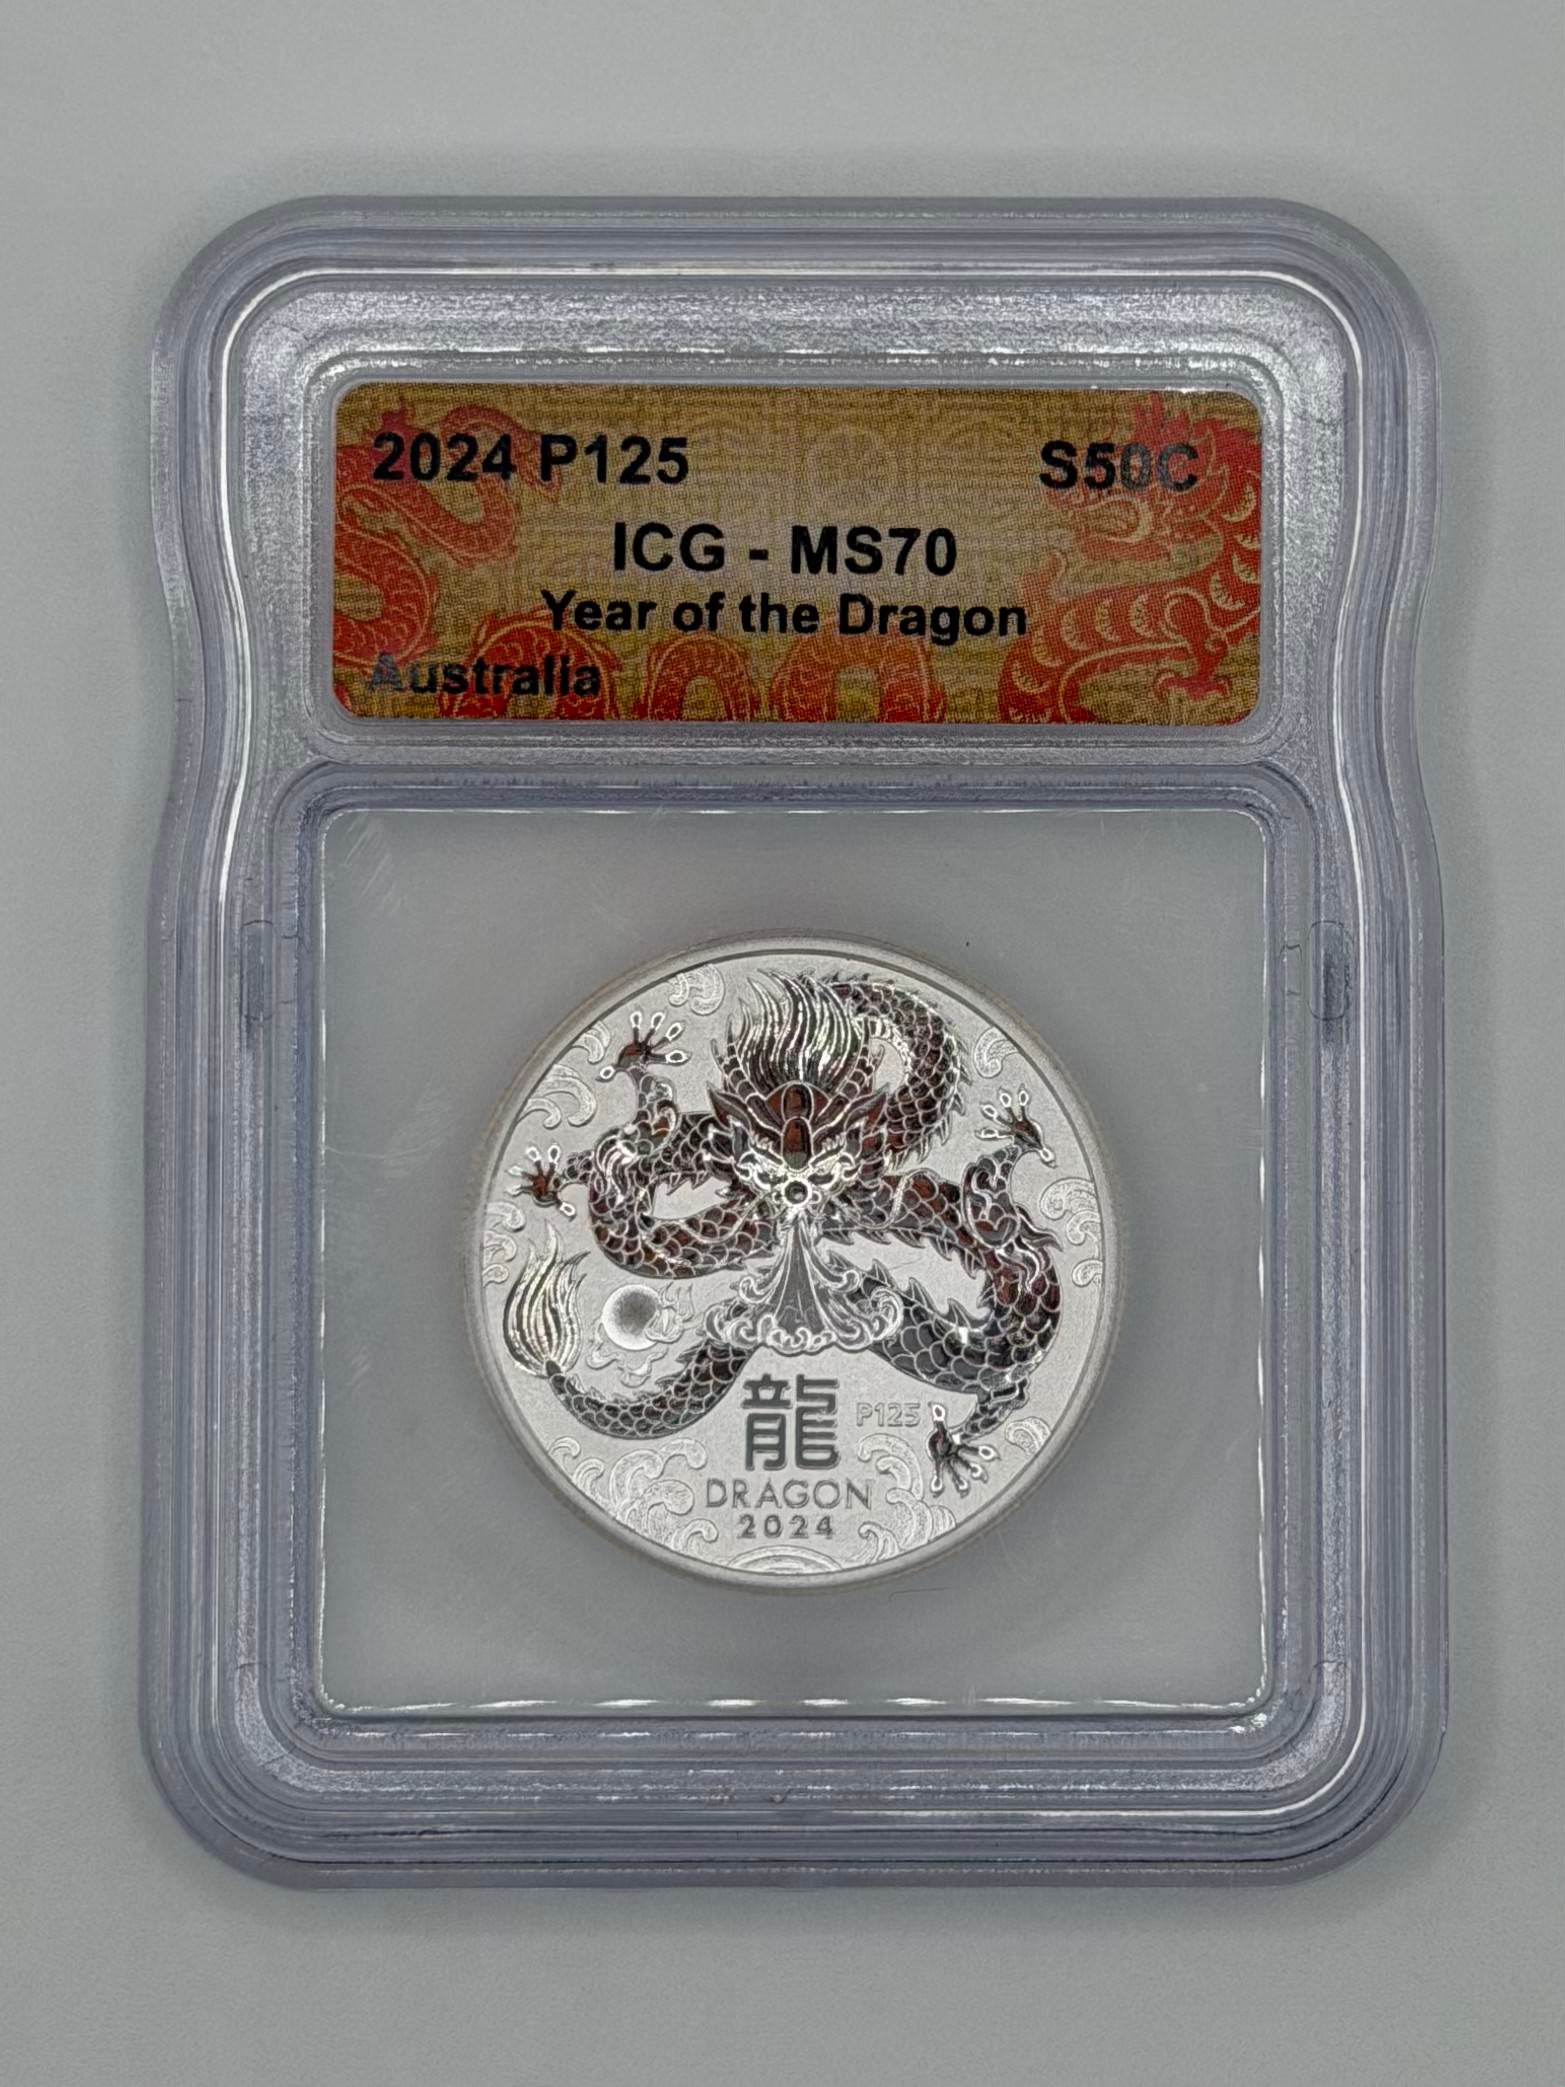 2024 P125 S50C
ICG - MS70
Year of the Dragon
Australia
龍 P125
DRAGON
2024